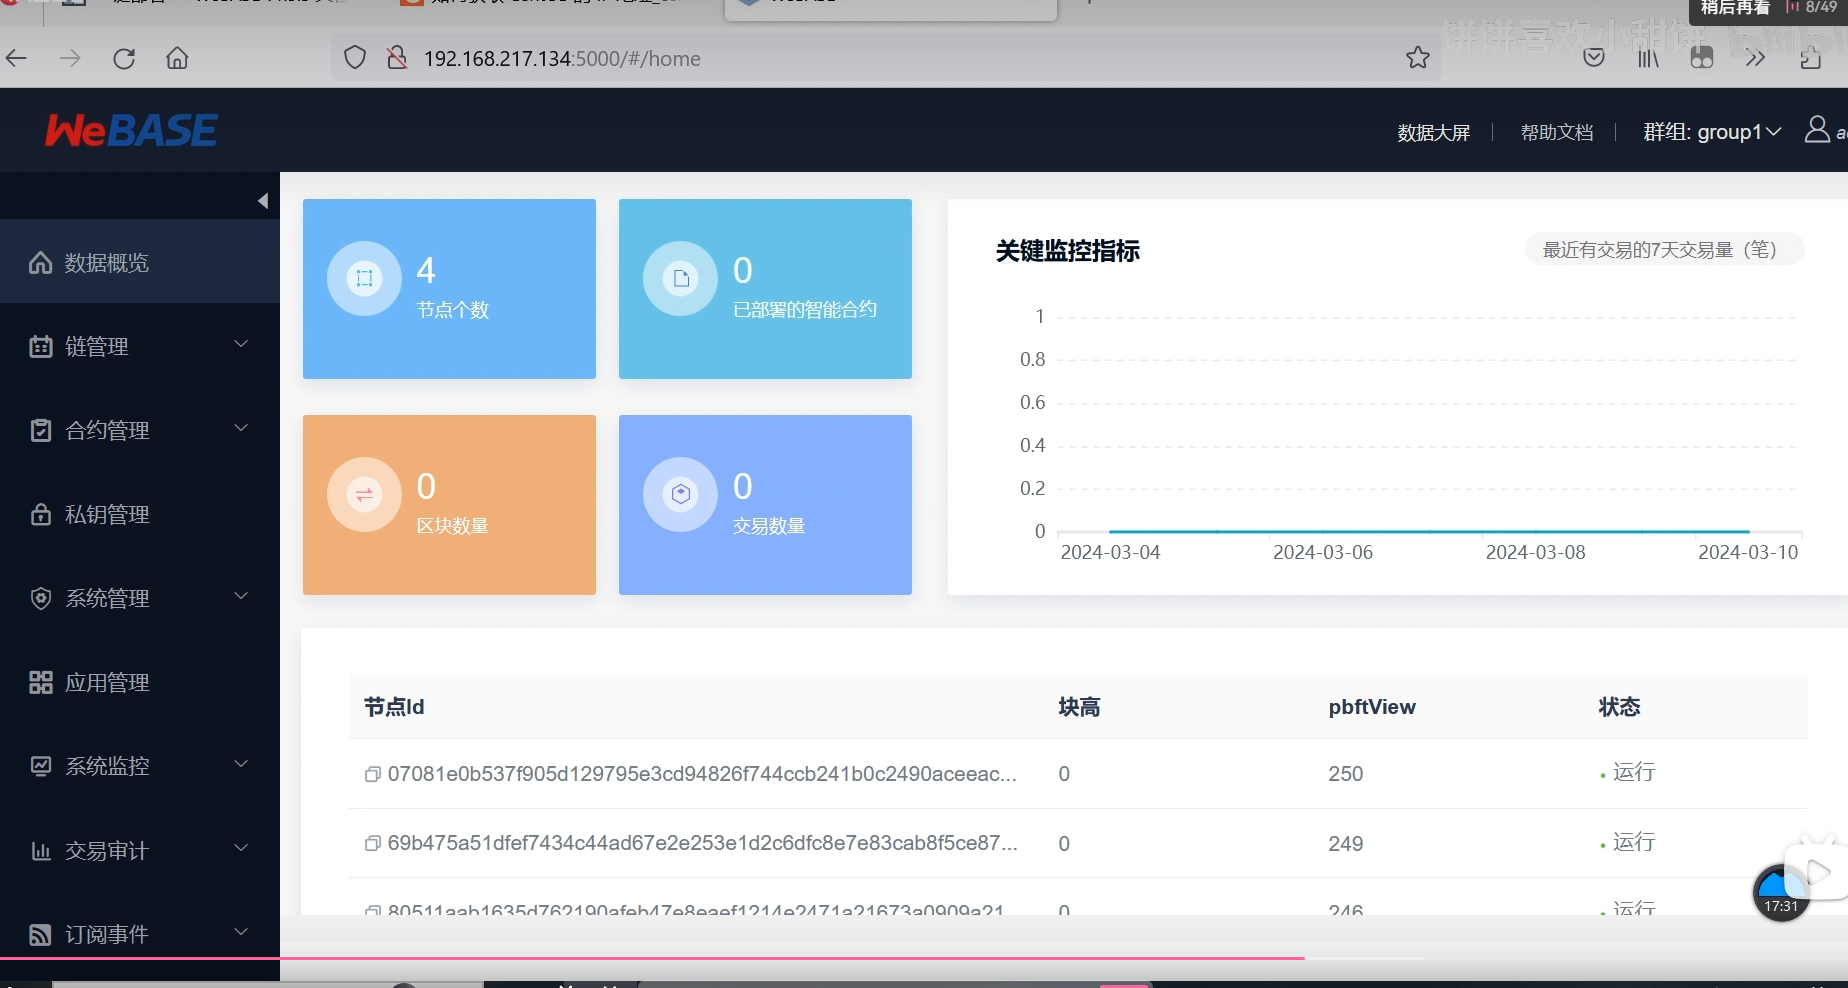 稍后再看 8/49
饼饼喜欢小甜饼
192.168.217.134:5000/#/home
WeBASE
数据大屏
帮助文档
群组: group1
数据概览
链管理
合约管理
私钥管理
系统管理
应用管理
系统监控
交易审计
订阅事件
4
节点个数
0
已部署的智能合约
0
区块数量
0
交易数量
关键监控指标
最近有交易的7天交易量（笔）
1
0.8
0.6
0.4
0.2
0
2024-03-04 2024-03-06 2024-03-08 2024-03-10
节点Id 块高 pbftView 状态
07081e0b537f905d129795e3cd94826f744ccb241b0c2490aceeac... 0 250 运行
69b475a51dfef7434c44ad67e2e253e1d2c6dfc8e7e83cab8f5ce87... 0 249 运行
80511aab1635d762190afeb47e8eaef1214e2471a21673a0909a21 0 246 运行
17:31